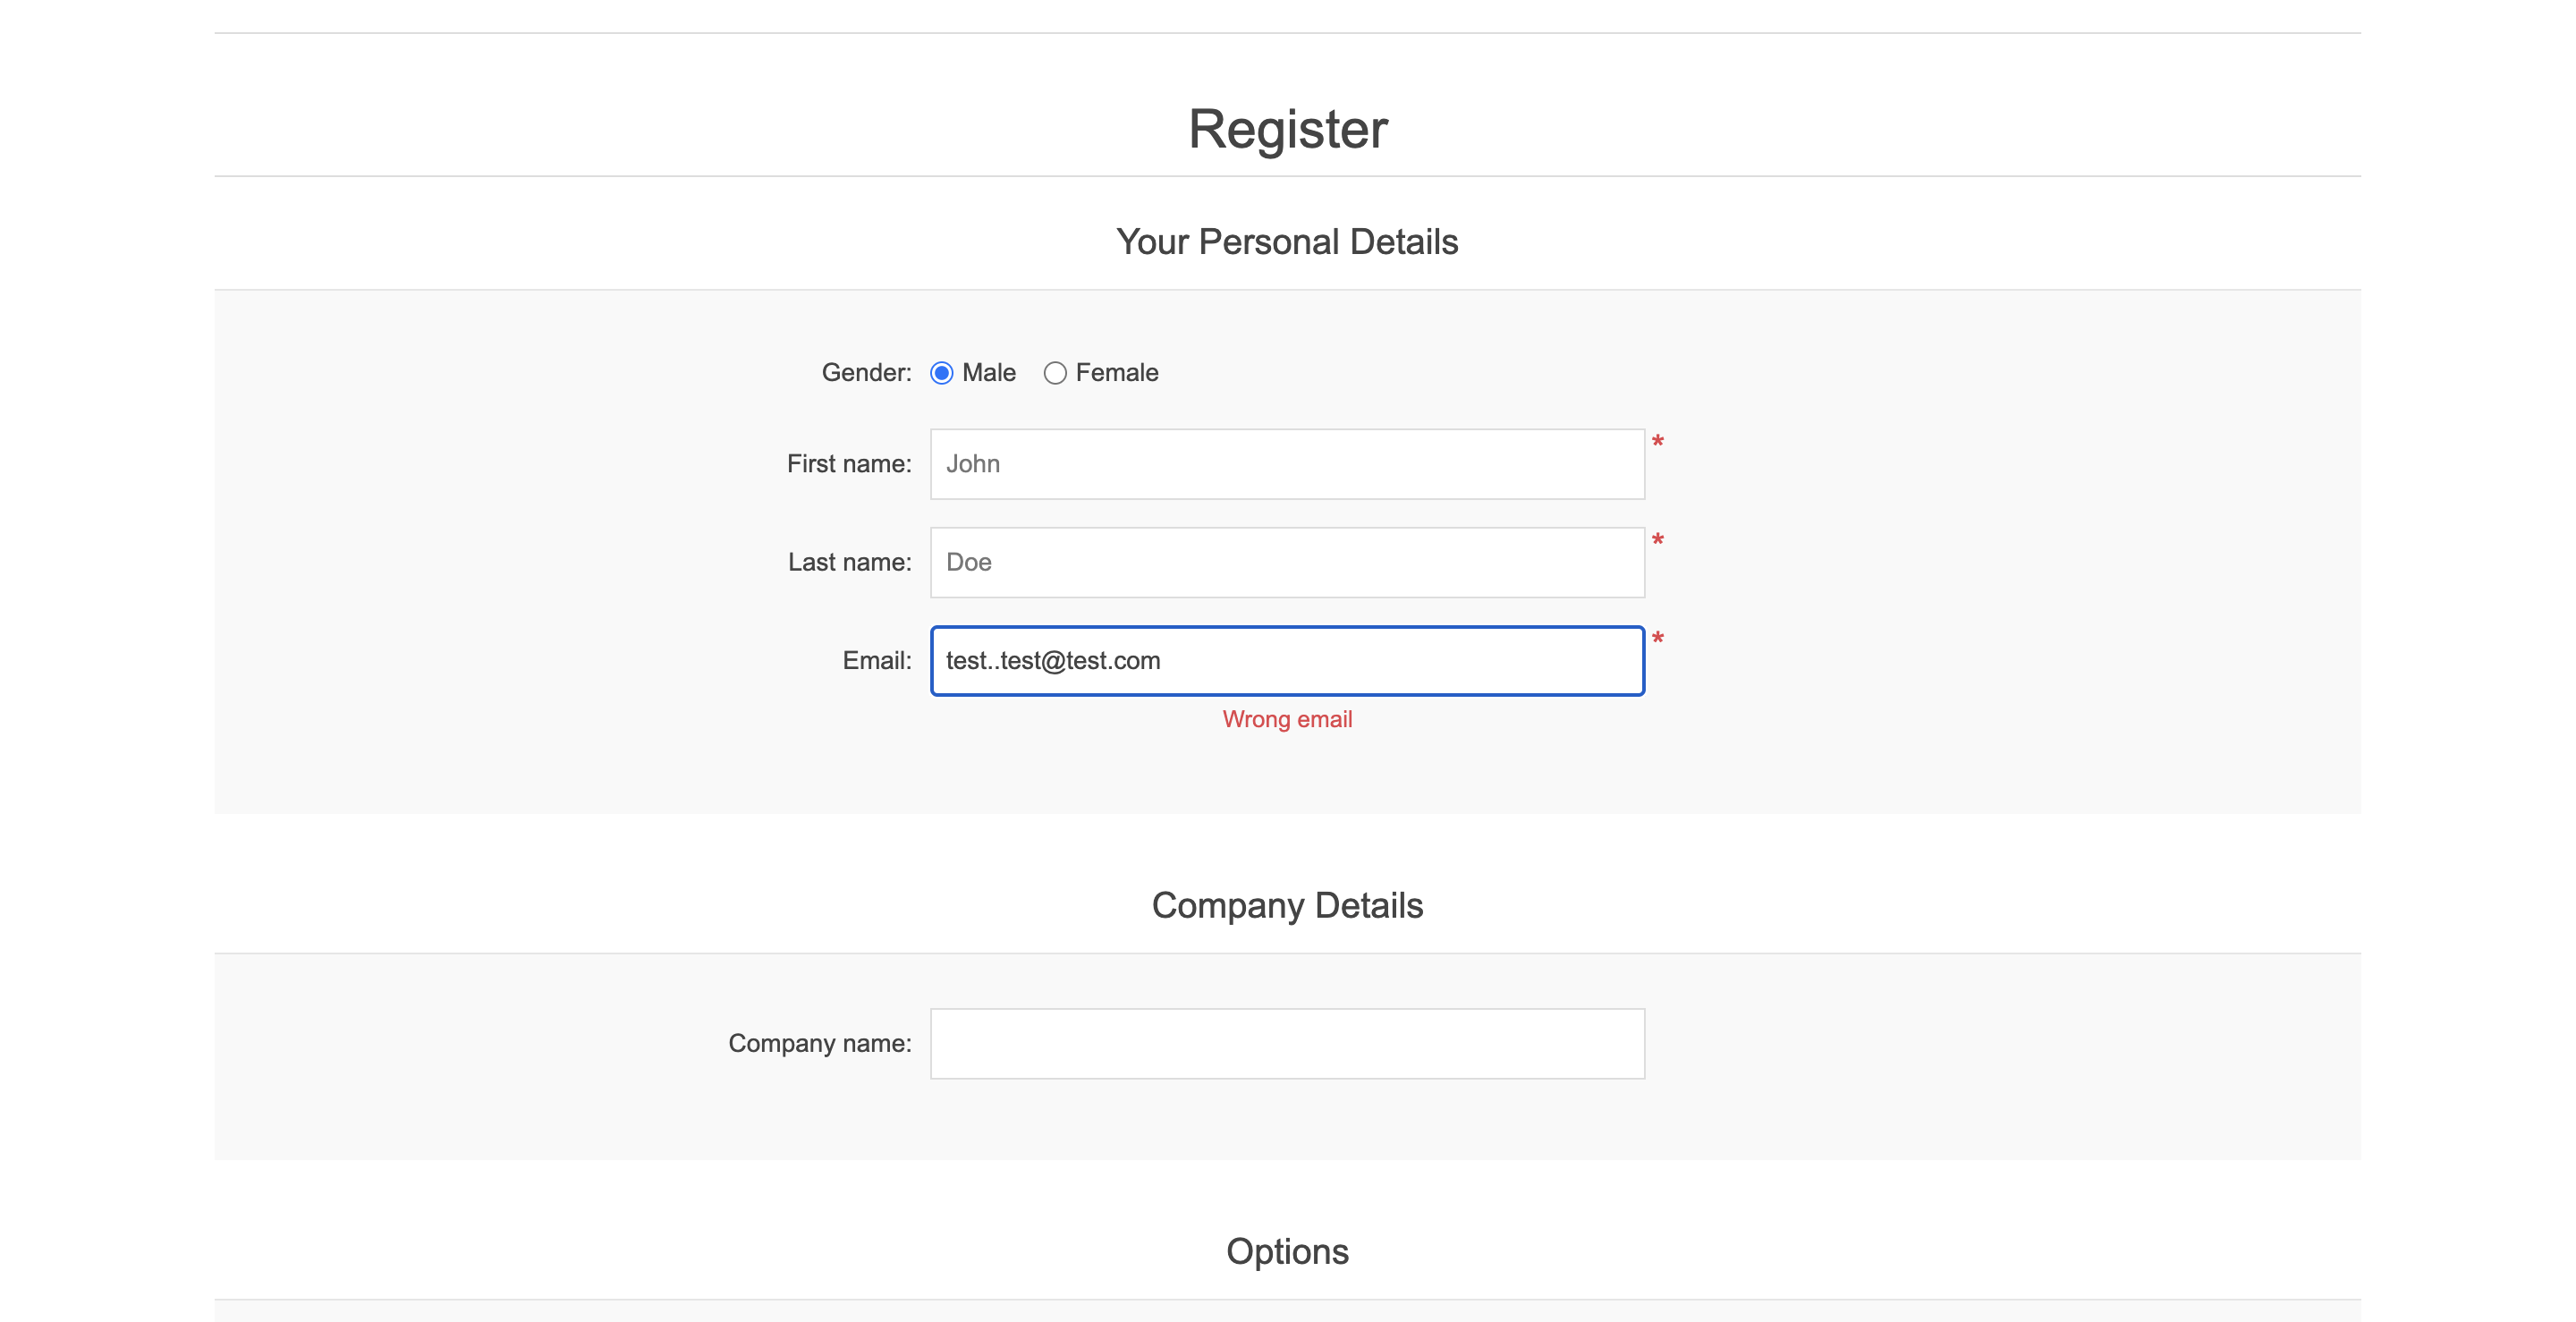 Register
Your Personal Details
Gender: Male Female
First name: John *
Last name: Doe *
Email: test..test@test.com *
Wrong email
Company Details
Company name:
Options